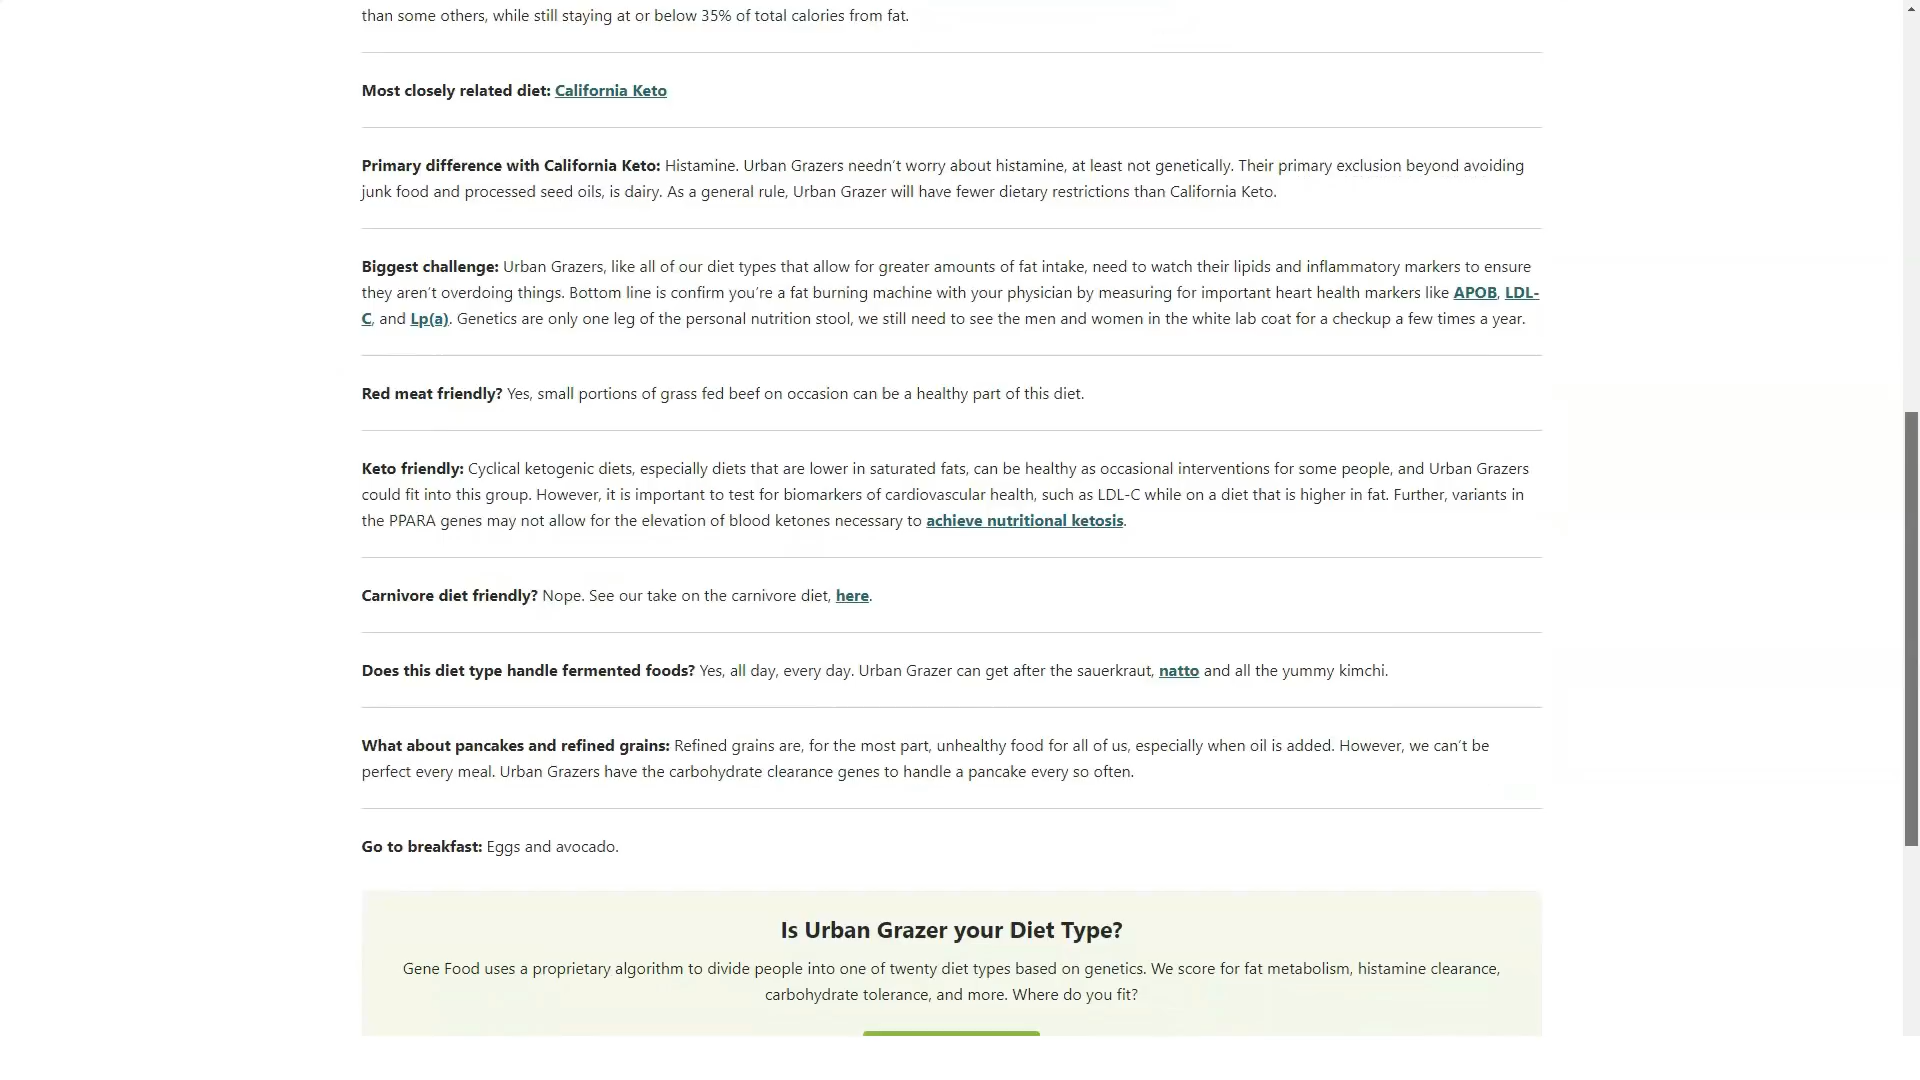 than some others, while still staying at or below 35% of total calories from fat.
Most closely related diet: California Keto
Primary difference with California Keto: Histamine. Urban Grazers needn’t worry about histamine, at least not genetically. Their primary exclusion beyond avoiding
junk food and processed seed oils, is dairy. As a general rule, Urban Grazer will have fewer dietary restrictions than California Keto.
Biggest challenge: Urban Grazers, like all of our diet types that allow for greater amounts of fat intake, need to watch their lipids and inflammatory markers to ensure
they aren’t overdoing things. Bottom line is confirm you’re a fat burning machine with your physician by measuring for important heart health markers like APOB, LDL-
C, and Lp(a). Genetics are only one leg of the personal nutrition stool, we still need to see the men and women in the white lab coat for a checkup a few times a year.
Red meat friendly? Yes, small portions of grass fed beef on occasion can be a healthy part of this diet.
Keto friendly: Cyclical ketogenic diets, especially diets that are lower in saturated fats, can be healthy as occasional interventions for some people, and Urban Grazers
could fit into this group. However, it is important to test for biomarkers of cardiovascular health, such as LDL-C while on a diet that is higher in fat. Further, variants in
the PPARA genes may not allow for the elevation of blood ketones necessary to achieve nutritional ketosis.
Carnivore diet friendly? Nope. See our take on the carnivore diet, here.
Does this diet type handle fermented foods? Yes, all day, every day. Urban Grazer can get after the sauerkraut, natto and all the yummy kimchi.
What about pancakes and refined grains: Refined grains are, for the most part, unhealthy food for all of us, especially when oil is added. However, we can’t be
perfect every meal. Urban Grazers have the carbohydrate clearance genes to handle a pancake every so often.
Go to breakfast: Eggs and avocado.
Is Urban Grazer your Diet Type?
Gene Food uses a proprietary algorithm to divide people into one of twenty diet types based on genetics. We score for fat metabolism, histamine clearance,
carbohydrate tolerance, and more. Where do you fit?